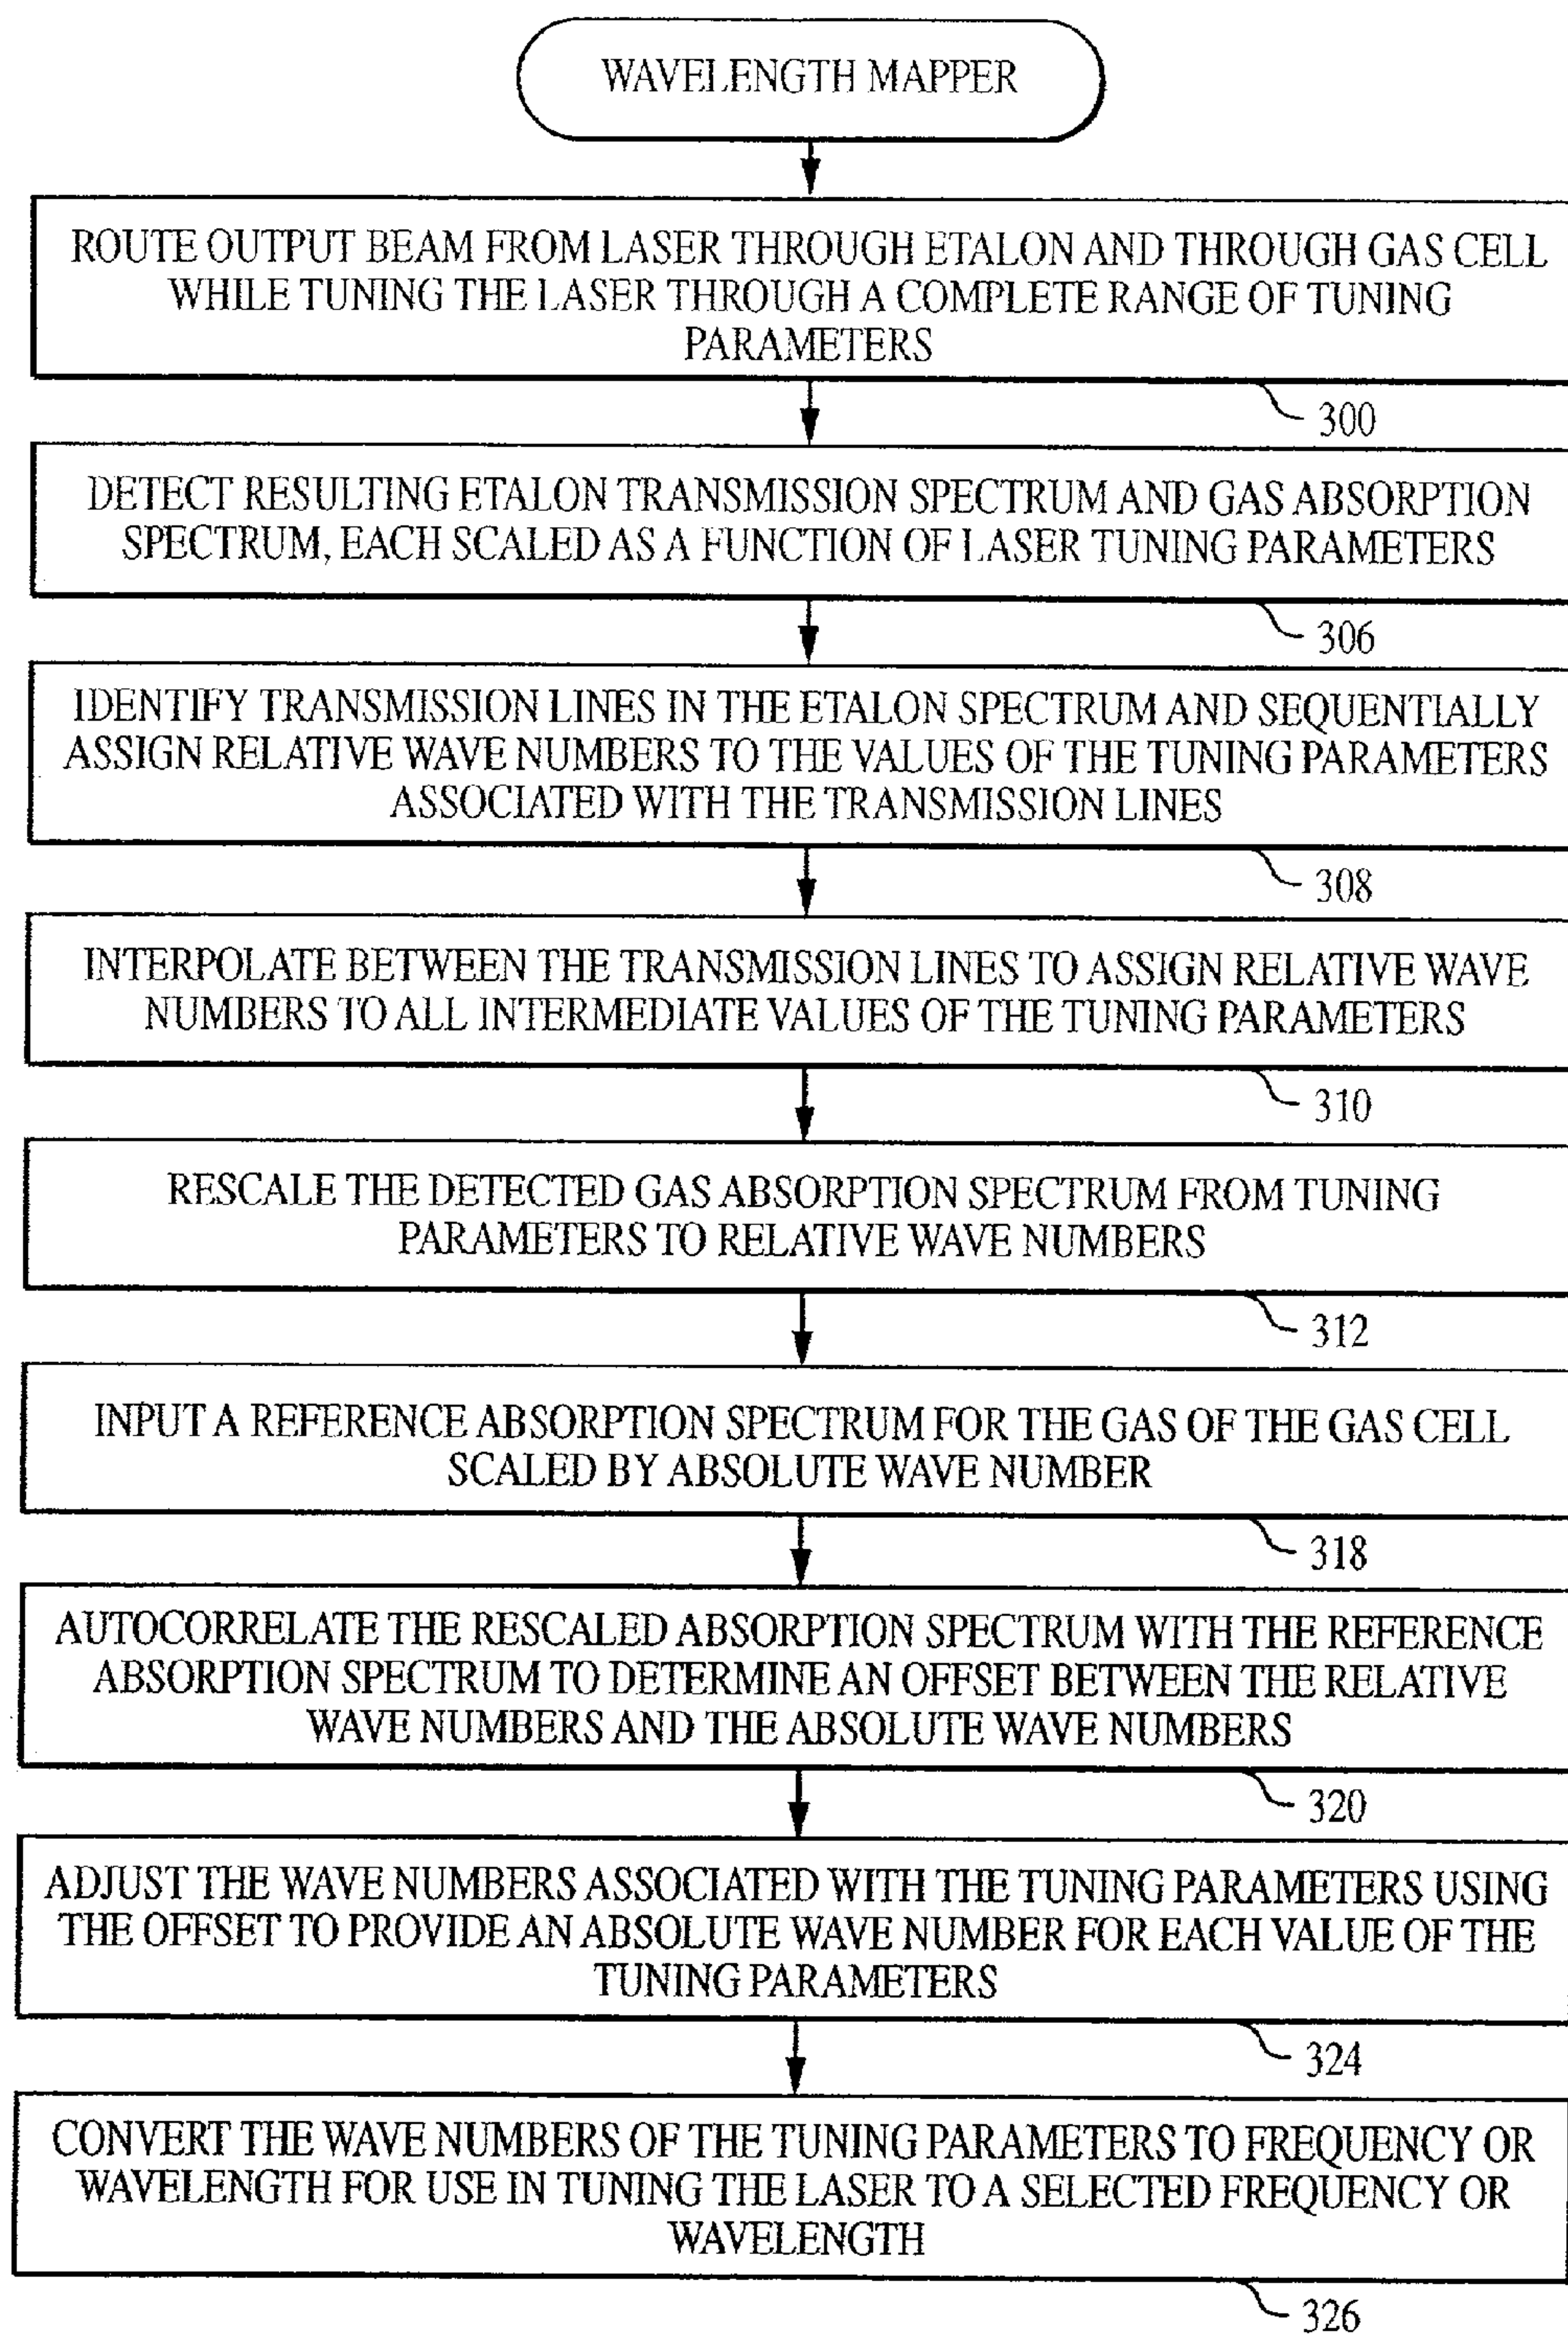 WAVELENGTH MAPPER
ROUTE OUTPUT BEAM FROM LASER THROUGH ETALON AND THROUGH GAS CELL
WHILE TUNING THE LASER THROUGH A COMPLETE RANGE OF TUNING
PARAMETERS
300
DETECT RESULTING ETALON TRANSMISSION SPECTRUM AND GAS ABSORPTION
SPECTRUM, EACH SCALED AS A FUNCTION OF LASER TUNING PARAMETERS
306
IDENTIFY TRANSMISSION LINES IN THE ETALON SPECTRUM AND SEQUENTIALLY
ASSIGN RELATIVE WAVE NUMBERS TO THE VALUES OF THE TUNING PARAMETERS
ASSOCIATED WITH THE TRANSMISSION LINES
308
INTERPOLATE BETWEEN THE TRANSMISSION LINES TO ASSIGN RELATIVE WAVE
NUMBERS TO ALL INTERMEDIATE VALUES OF THE TUNING PARAMETERS
310
RESCALE THE DETECTED GAS ABSORPTION SPECTRUM FROM TUNING
PARAMETERS TO RELATIVE WAVE NUMBERS
312
INPUT A REFERENCE ABSORPTION SPECTRUM FOR THE GAS OF THE GAS CELL
SCALED BY ABSOLUTE WAVE NUMBER
318
AUTOCORRELATE THE RESCALED ABSORPTION SPECTRUM WITH THE REFERENCE
ABSORPTION SPECTRUM TO DETERMINE AN OFFSET BETWEEN THE RELATIVE
WAVE NUMBERS AND THE ABSOLUTE WAVE NUMBERS
320
ADJUST THE WAVE NUMBERS ASSOCIATED WITH THE TUNING PARAMETERS USING
THE OFFSET TO PROVIDE AN ABSOLUTE WAVE NUMBER FOR EACH VALUE OF THE
TUNING PARAMETERS
324
CONVERT THE WAVE NUMBERS OF THE TUNING PARAMETERS TO FREQUENCY OR
WAVELENGTH FOR USE IN TUNING THE LASER TO A SELECTED FREQUENCY OR
WAVELENGTH
326